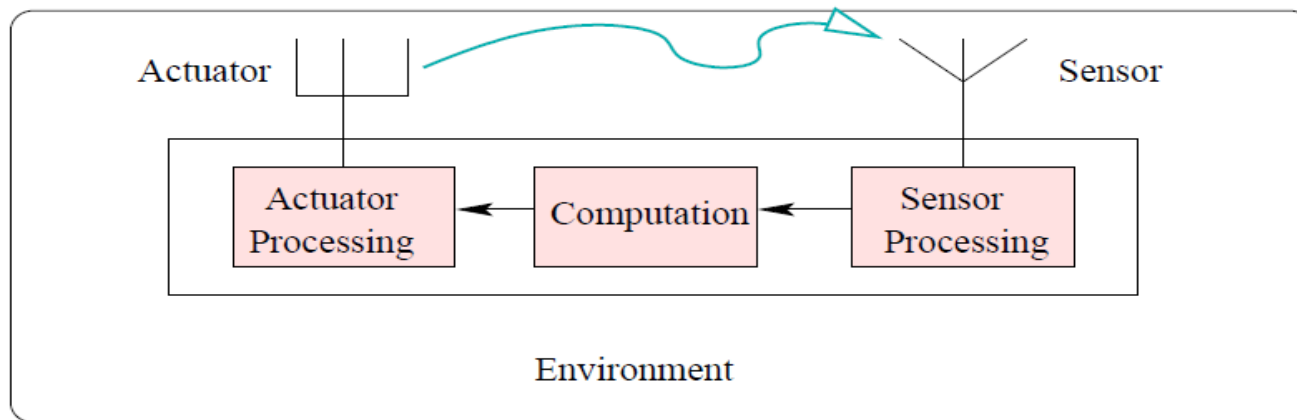 Actuator
Sensor
Actuator
Processing
Computation
Sensor
Processing
Environment